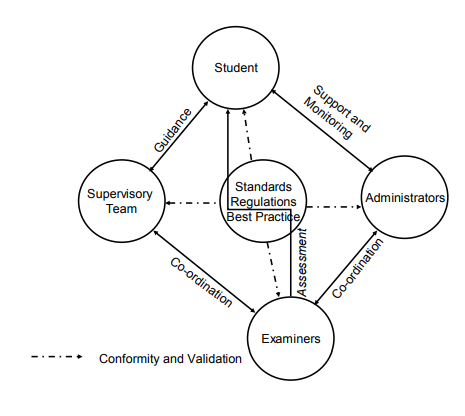 Student
Support and
Monitoring
Guidance
Supervisory
Team
Standards
Regulations
Best Practice
Administrators
Assessment
Co-ordination
Co-ordination
Examiners
Conformity and Validation